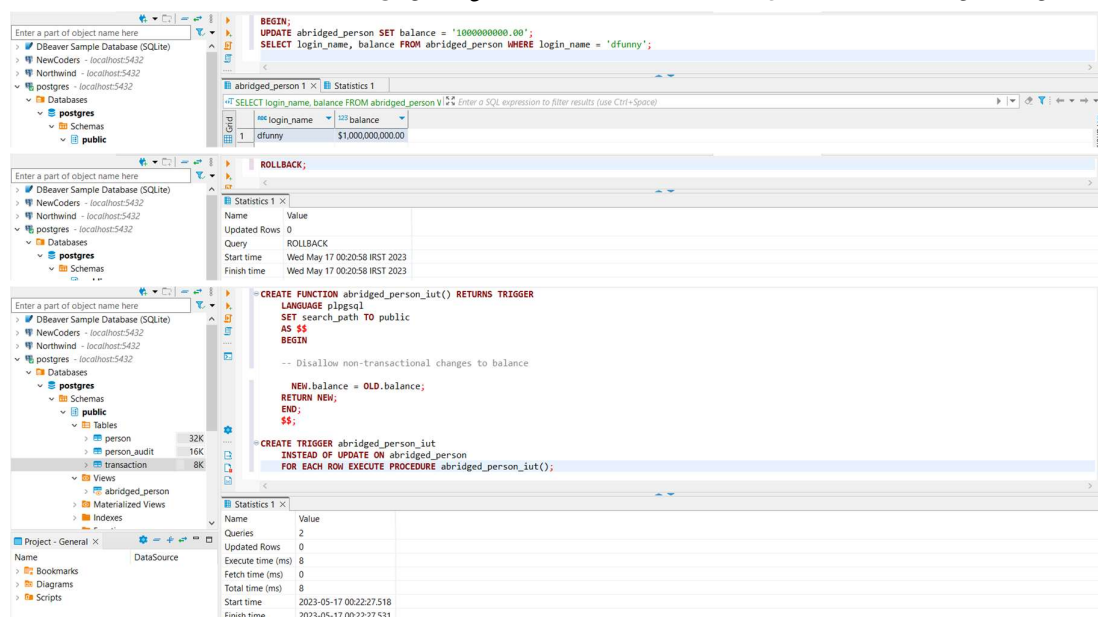 BEGIN;
UPDATE abridged_person SET balance = '1000000000.00';
SELECT login_name, balance FROM abridged_person WHERE login_name = 'dfunny';
Enter a part of object name here
DBeaver Sample Database (SQLite)
NewCoders - localhost:5432
Northwind - localhost:5432
postgres - localhost:5432
Databases
postgres
Schemas
public
abridged_person 1
Statistics 1
SELECT login_name, balance FROM abridged_person W
Enter a SQL expression to filter results (use Ctrl+Space)
Grid
ABC login_name
123 balance
1 dfunny $1,000,000,000.00
ROLLBACK;
Enter a part of object name here
DBeaver Sample Database (SQLite)
NewCoders - localhost:5432
Northwind - localhost:5432
postgres - localhost:5432
Databases
postgres
Schemas
Statistics 1
Name Value
Updated Rows 0
Query ROLLBACK
Start time Wed May 17 00:20:58 IRST 2023
Finish time Wed May 17 00:20:58 IRST 2023
Enter a part of object name here
DBeaver Sample Database (SQLite)
NewCoders - localhost:5432
Northwind - localhost:5432
postgres - localhost:5432
Databases
postgres
Schemas
public
Tables
person 32K
person_audit 16K
transaction 8K
Views
abridged_person
Materialized Views
Indexes
CREATE FUNCTION abridged_person_iut() RETURNS TRIGGER
LANGUAGE plpgsql
SET search_path TO public
AS $$
BEGIN
-- Disallow non-transactional changes to balance
NEW.balance = OLD.balance;
RETURN NEW;
END;
$$;
CREATE TRIGGER abridged_person_iut
INSTEAD OF UPDATE ON abridged_person
FOR EACH ROW EXECUTE PROCEDURE abridged_person_iut();
Project - General
Name DataSource
Bookmarks
Diagrams
Scripts
Statistics 1
Name Value
Queries 2
Updated Rows 0
Execute time (ms) 8
Fetch time (ms) 0
Total time (ms) 8
Start time 2023-05-17 00:22:27.518
Finish time 2023-05-17 00:22:27.531